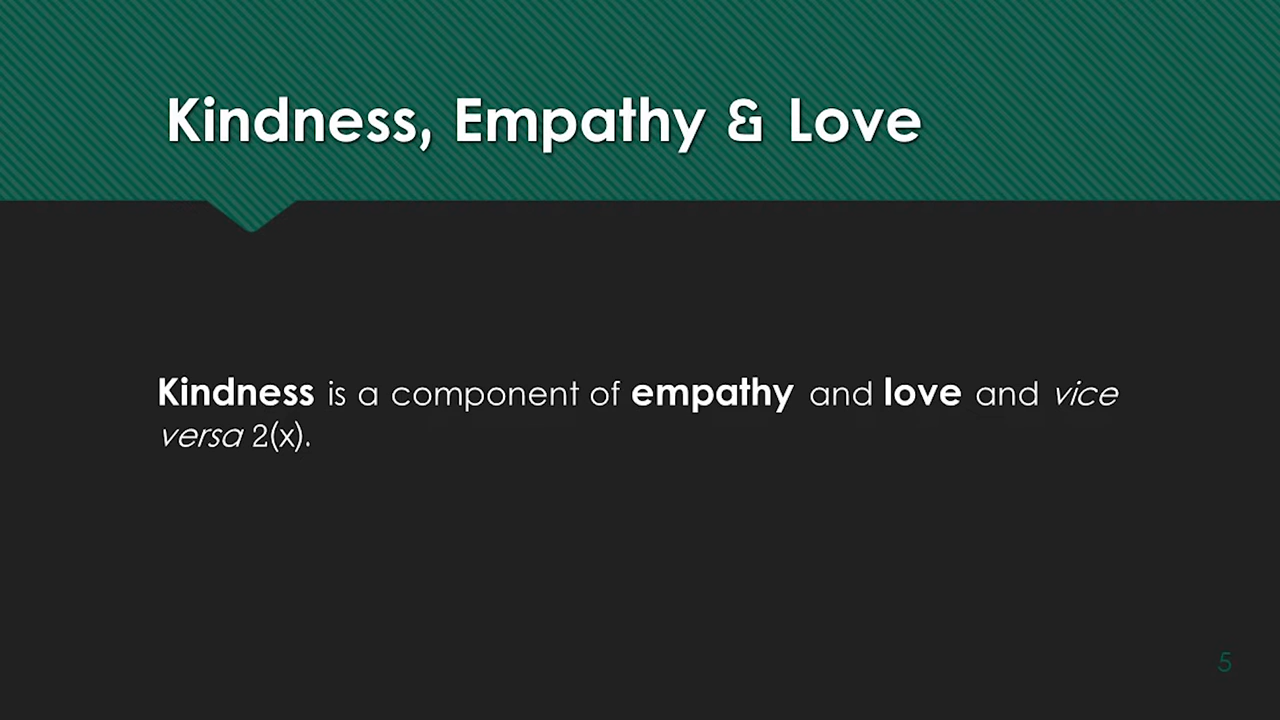 Kindness, Empathy & Love
Kindness is a component of empathy and love and vice
versa 2(x).
5